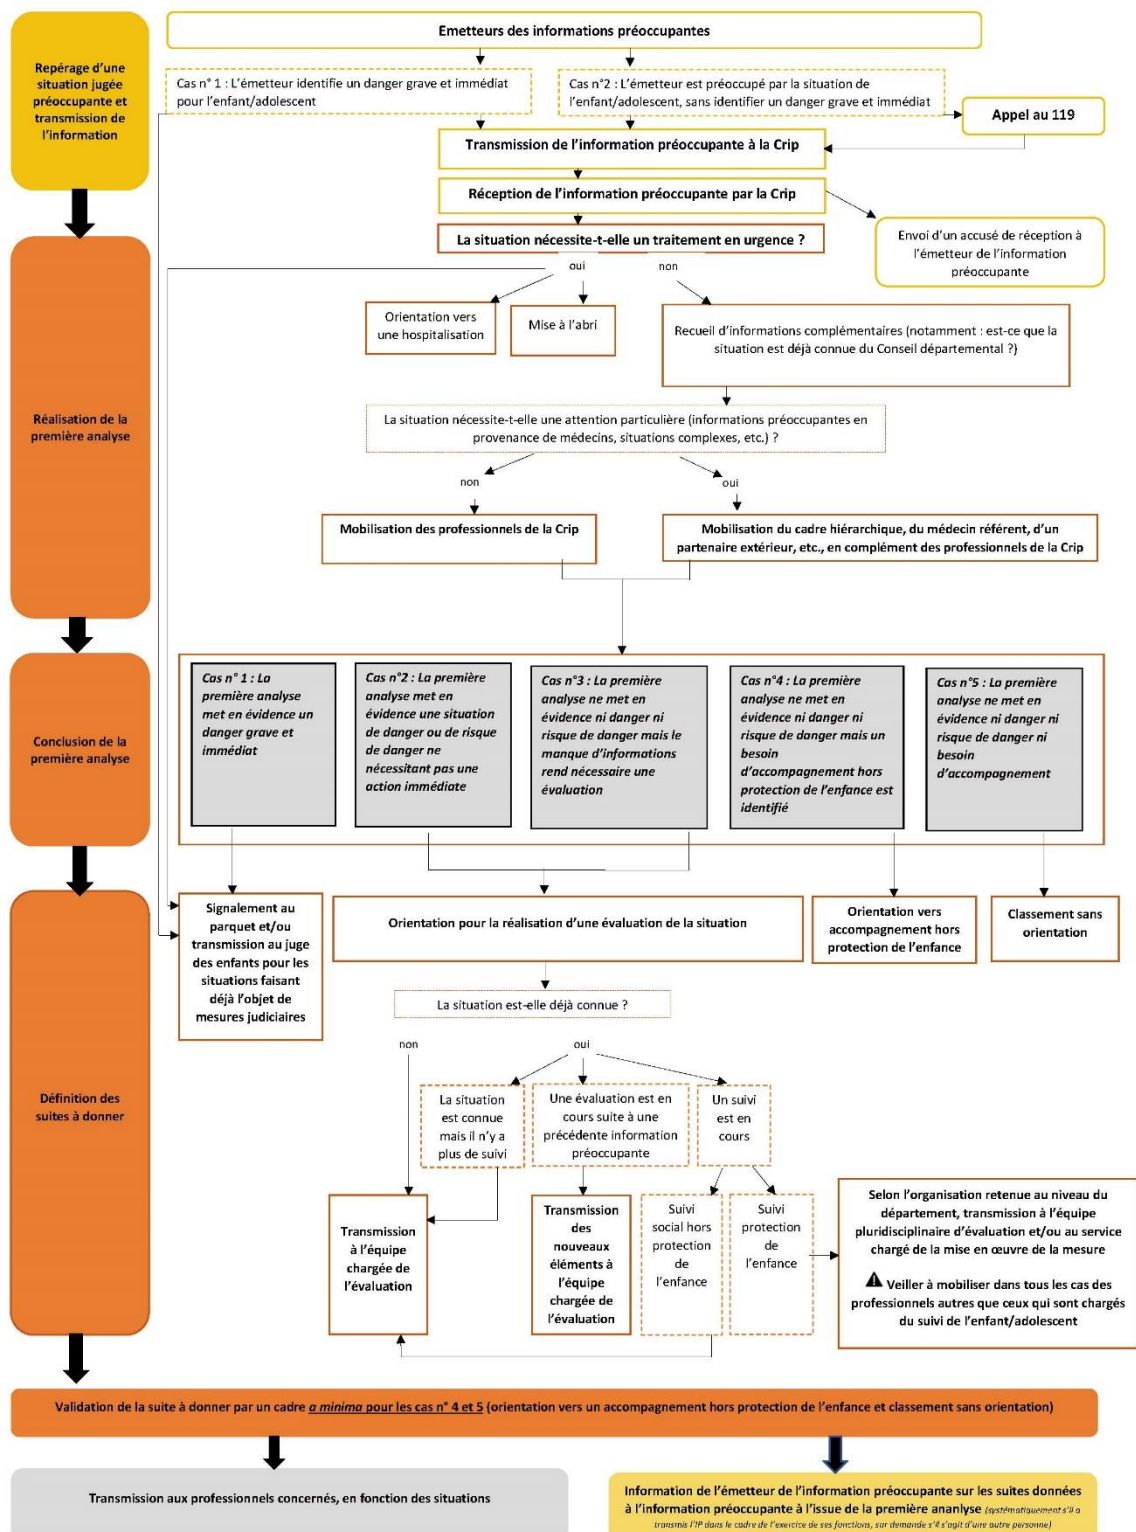 Repérage d'une
situation jugée
préoccupante et
transmission de
l'information
Emetteurs des informations préoccupantes
Cas n° 1 : L'émetteur identifie un danger grave et immédiat
pour l'enfant/adolescent
Cas n°2 : L'émetteur est préoccupé par la situation de
l'enfant/adolescent, sans identifier un danger grave et immédiat
Appel au 119
Transmission de l'information préoccupante à la Crip
Réception de l'information préoccupante par la Crip
Envoi d'un accusé de réception à
l'émetteur de l'information
préoccupante
Réalisation de la
première analyse
La situation nécessite-t-elle un traitement en urgence ?
oui
non
Orientation vers
une hospitalisation
Mise à l'abri
Recueil d'informations complémentaires (notamment : est-ce que la
situation est déjà connue du Conseil départemental ?)
La situation nécessite-t-elle une attention particulière (informations préoccupantes en
provenance de médecins, situations complexes, etc.) ?
non
oui
Mobilisation des professionnels de la Crip
Mobilisation du cadre hiérarchique, du médecin référent, d'un
partenaire extérieur, etc., en complément des professionnels de la Crip
Conclusion de la
première analyse
Cas n° 1 : La
première analyse
met en évidence un
danger grave et
immédiat
Cas n°2 : La première
analyse met en
évidence une situation
de danger ou de risque
de danger ne
nécessitant pas une
action immédiate
Cas n°3 : La première
analyse ne met en
évidence ni danger ni
risque de danger mais le
manque d'informations
rend nécessaire une
évaluation
Cas n°4 : La première
analyse ne met en
évidence ni danger ni
risque de danger mais un
besoin
d'accompagnement hors
protection de l'enfance est
identifié
Cas n°5 : La première
analyse ne met en
évidence ni danger ni
risque de danger ni
besoin
d'accompagnement
Définition des
suites à donner
Signalement au
parquet et/ou
transmission au juge
des enfants pour les
situations faisant
déjà l'objet de
mesures judiciaires
Orientation pour la réalisation d'une évaluation de la situation
Orientation vers
accompagnement hors
protection de l'enfance
Classement sans
orientation
La situation est-elle déjà connue ?
non
oui
La situation
est connue
mais il n'y a
plus de suivi
Une évaluation est en
cours suite à une
précédente information
préoccupante
Un suivi
est en
cours
Transmission
à l'équipe
chargée de
l'évaluation
Transmission
des
nouveaux
éléments à
l'équipe
chargée de
l'évaluation
Suivi
social hors
protection
de
l'enfance
Suivi
protection
de
l'enfance
Selon l'organisation retenue au niveau du
département, transmission à l'équipe
pluridisciplinaire d'évaluation et/ou au service
chargé de la mise en œuvre de la mesure
Veiller à mobiliser dans tous les cas des
professionnels autres que ceux qui sont chargés
du suivi de l'enfant/adolescent
Validation de la suite à donner par un cadre a minima pour les cas n° 4 et 5 (orientation vers un accompagnement hors protection de l'enfance et classement sans orientation)
Transmission aux professionnels concernés, en fonction des situations
Information de l'émetteur de l'information préoccupante sur les suites données
à l'information préoccupante à l'issue de la première ananlyse (systématiquement s'il a
transmis l'IP dans le cadre de l'exercice de ses fonctions, sur demande s'il s'agit d'une autre personne)